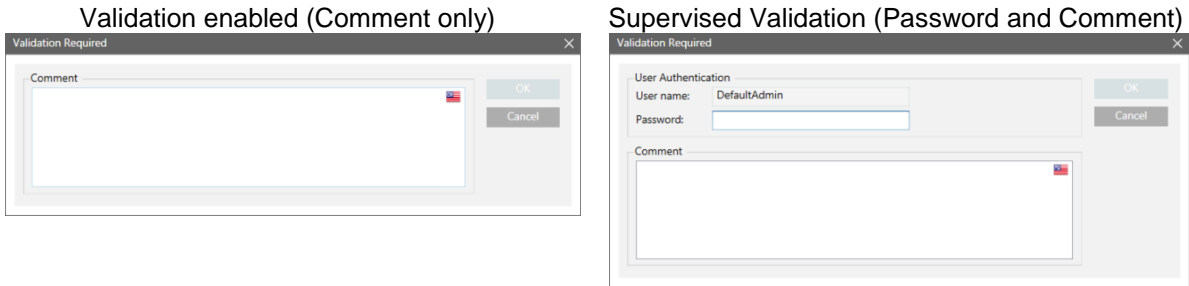 Validation enabled (Comment only)
Validation Required
Comment
OK
Cancel
Supervised Validation (Password and Comment)
Validation Required
User Authentication
User name: DefaultAdmin
OK
Password:
Cancel
Comment